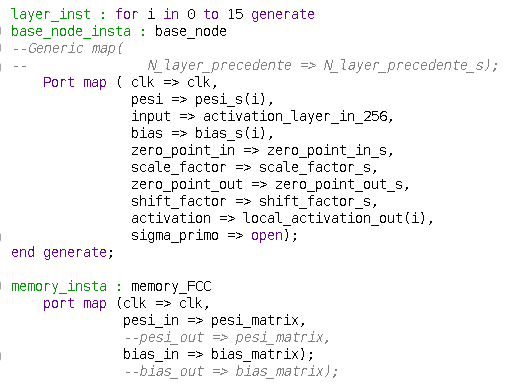 layer_inst : for i in 0 to 15 generate
base_node_insta : base_node
--Generic map(
--               N_layer_precedente => N_layer_precedente_s);
    Port map ( clk => clk,
               pesi => pesi_s(i),
               input => activation_layer_in_256,
               bias => bias_s(i),
               zero_point_in => zero_point_in_s,
               scale_factor => scale_factor_s,
               zero_point_out => zero_point_out_s,
               shift_factor => shift_factor_s,
               activation => local_activation_out(i),
               sigma_primo => open);
end generate;

memory_insta : memory_FCC
    port map (clk => clk,
              pesi_in => pesi_matrix,
              --pesi_out => pesi_matrix,
              bias_in => bias_matrix);
              --bias_out => bias_matrix);